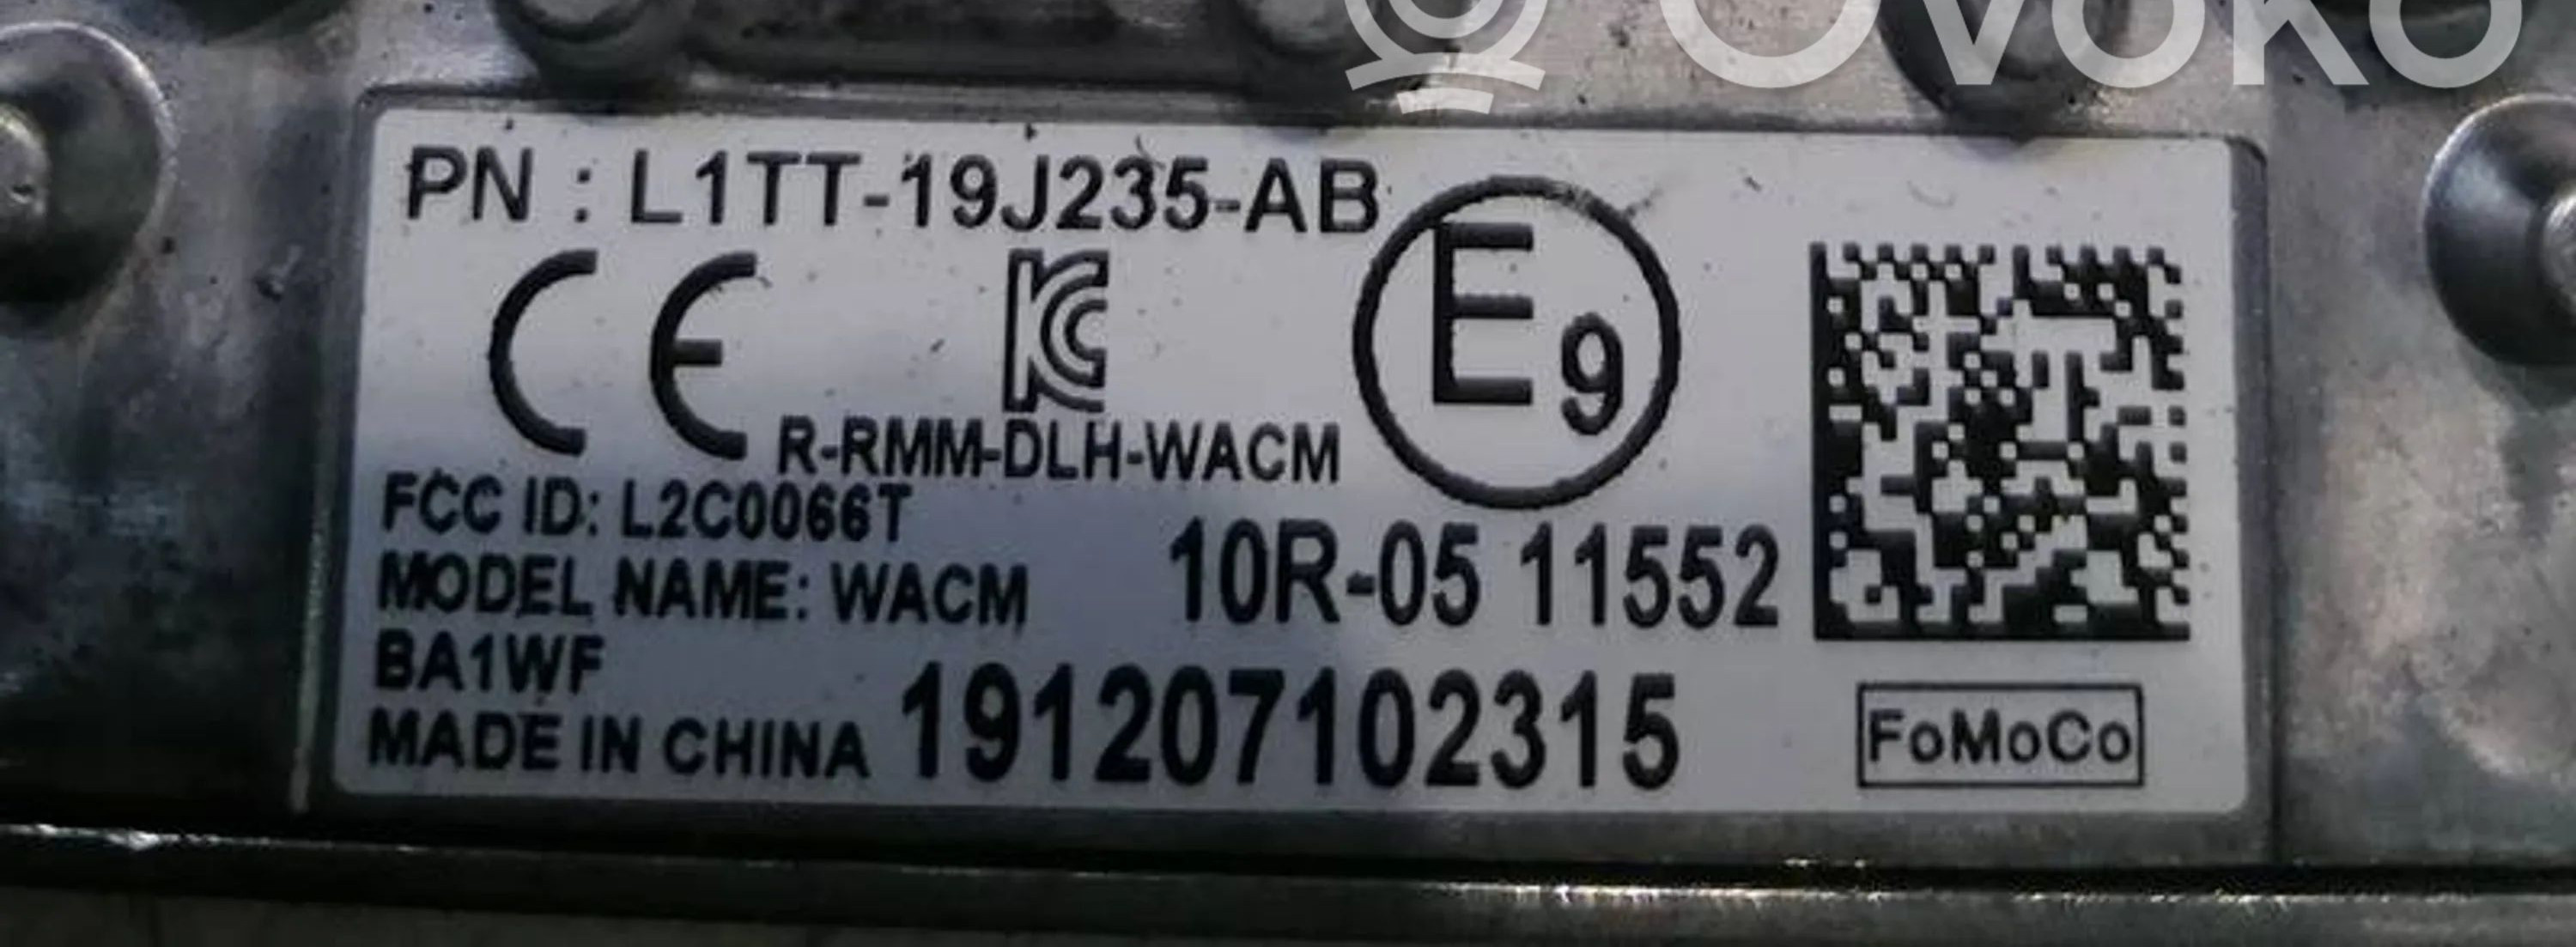 OVOKO
PN : L1TT-19J235-AB
CE
KC
E9
R-RMM-DLH-WACM
FCC ID: L2C0066T
MODEL NAME: WACM
10R-05 11552
BA1WF
MADE IN CHINA
191207102315
FoMoCo